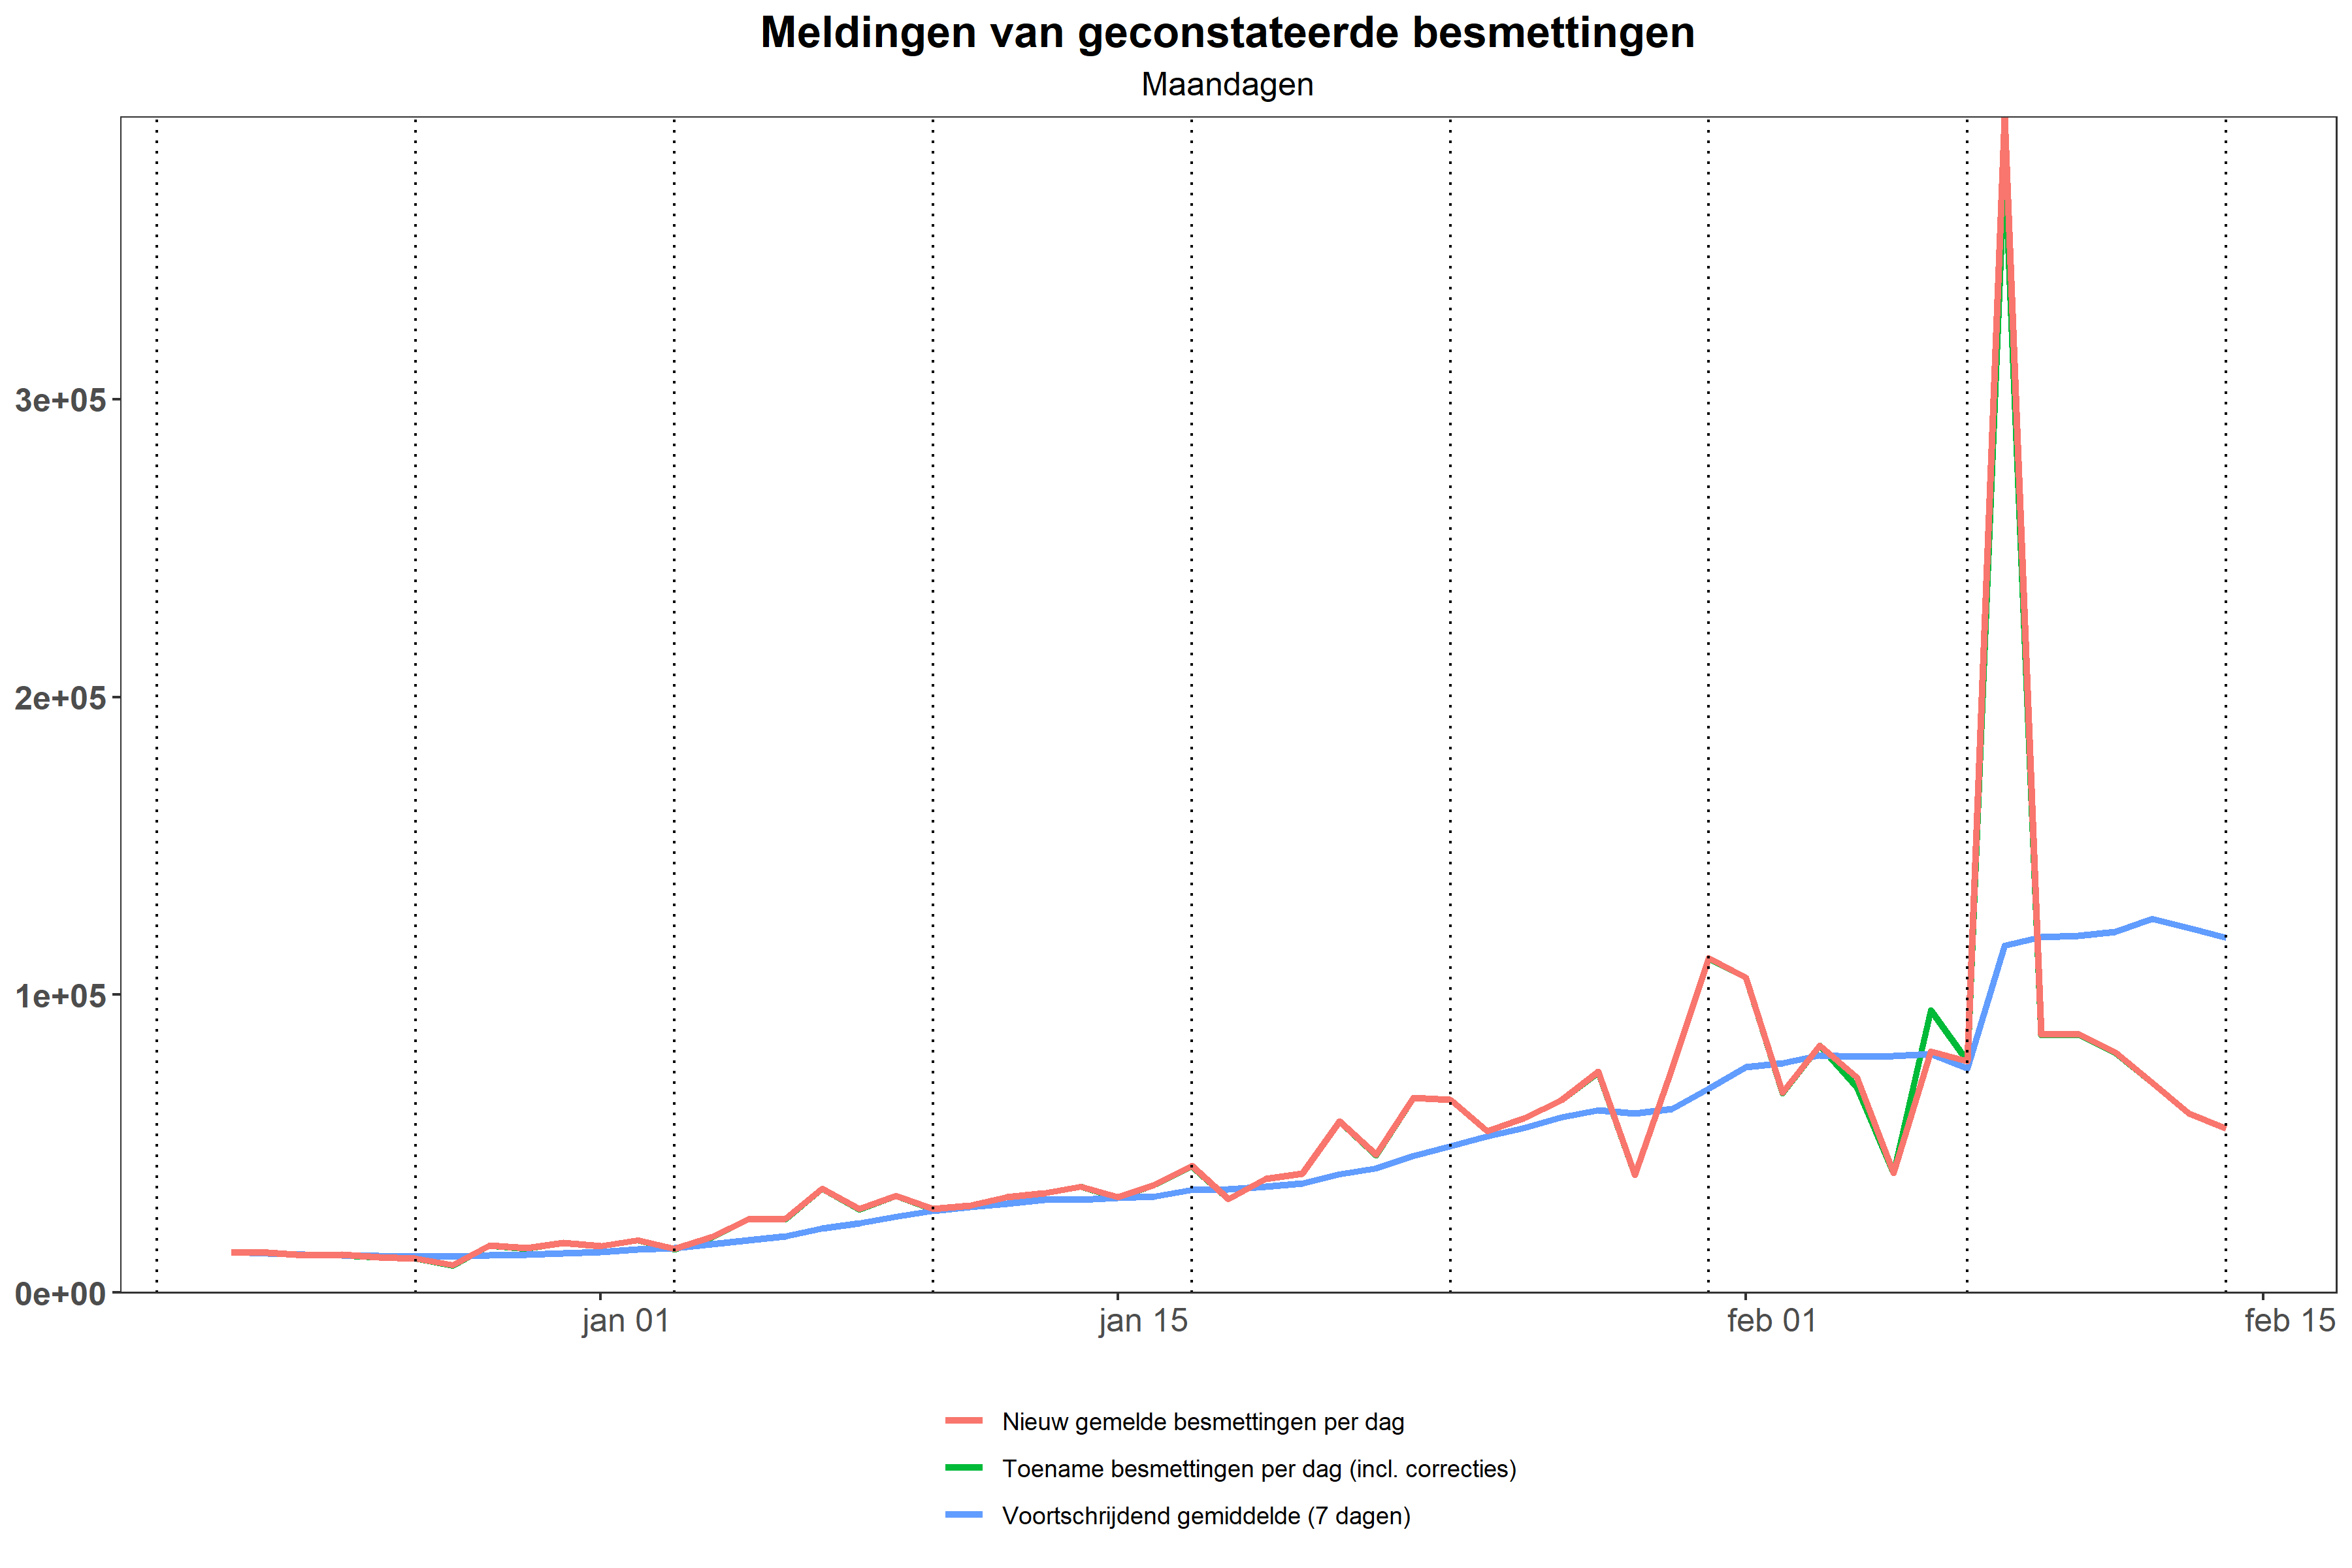 Meldingen van geconstateerde besmettingen
Maandagen
3e+05
2e+05
1e+05
0e+00
jan 01
jan 15
feb 01
feb 15
Nieuw gemelde besmettingen per dag
Toename besmettingen per dag (incl. correcties)
Voortschrijdend gemiddelde (7 dagen)